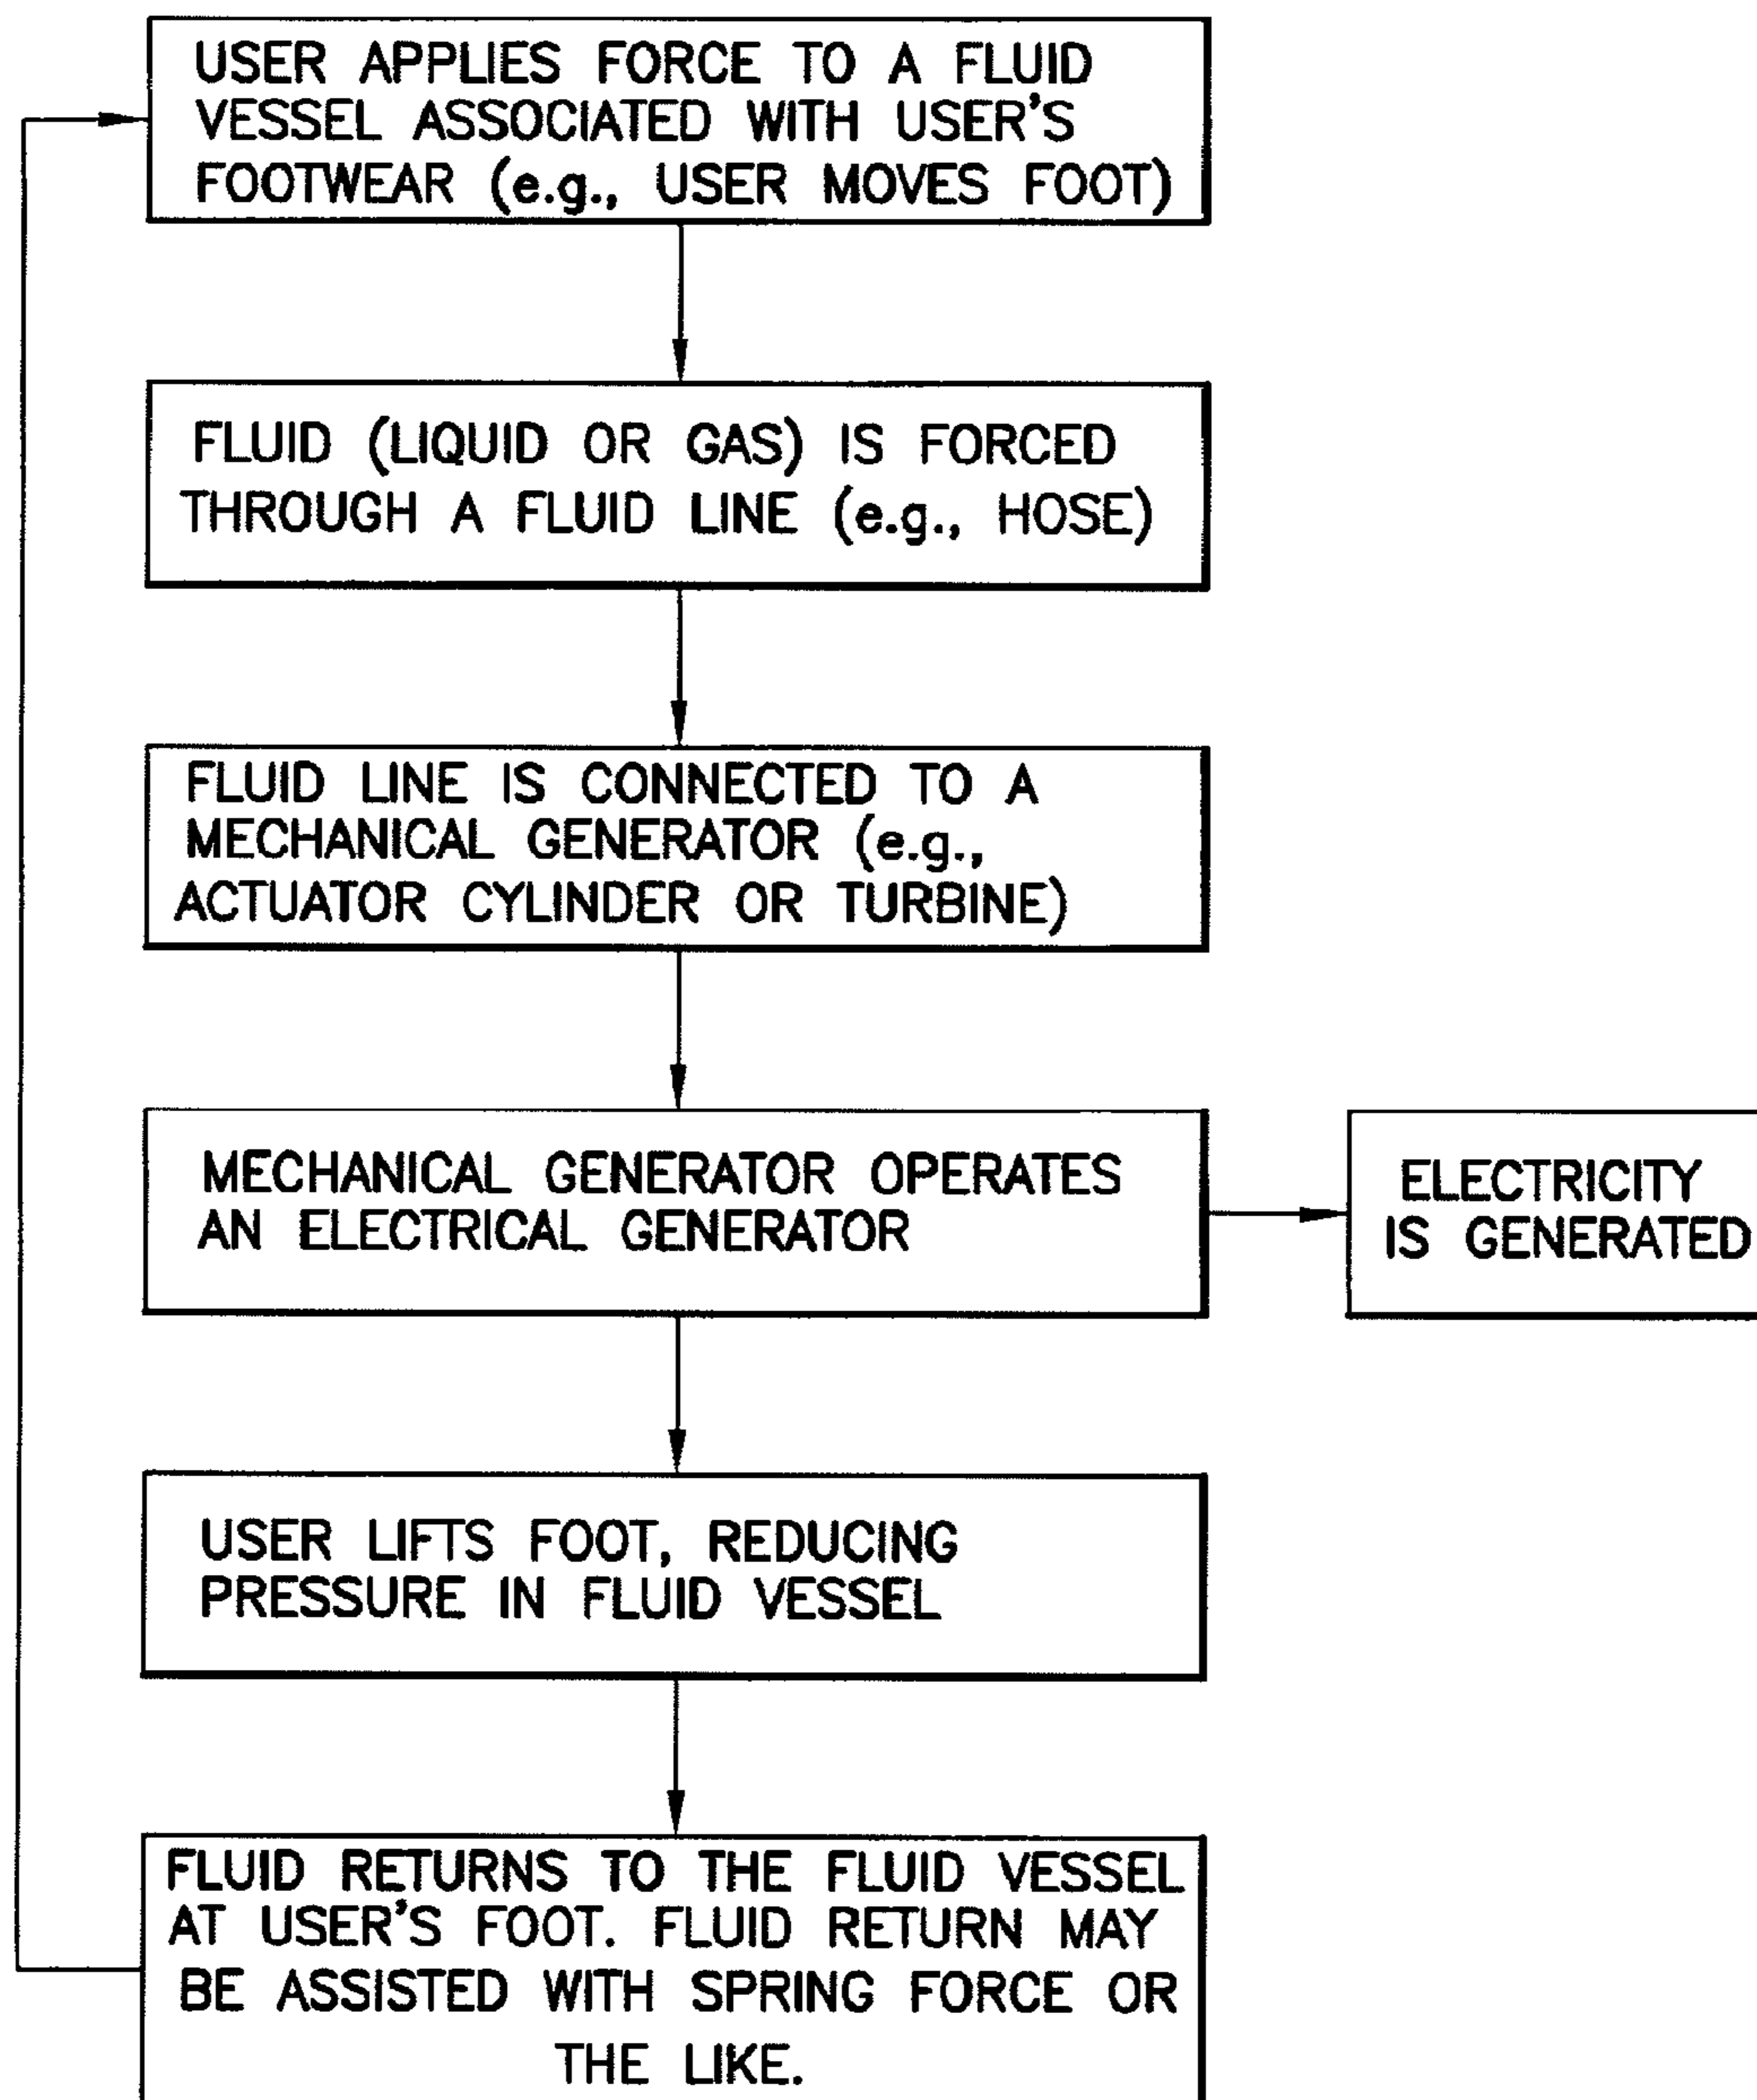 USER APPLIES FORCE TO A FLUID
VESSEL ASSOCIATED WITH USER'S
FOOTWEAR (e.g., USER MOVES FOOT)
FLUID (LIQUID OR GAS) IS FORCED
THROUGH A FLUID LINE (e.g., HOSE)
FLUID LINE IS CONNECTED TO A
MECHANICAL GENERATOR (e.g.,
ACTUATOR CYLINDER OR TURBINE)
MECHANICAL GENERATOR OPERATES
AN ELECTRICAL GENERATOR
ELECTRICITY
IS GENERATED
USER LIFTS FOOT, REDUCING
PRESSURE IN FLUID VESSEL
FLUID RETURNS TO THE FLUID VESSEL
AT USER'S FOOT. FLUID RETURN MAY
BE ASSISTED WITH SPRING FORCE OR
THE LIKE.